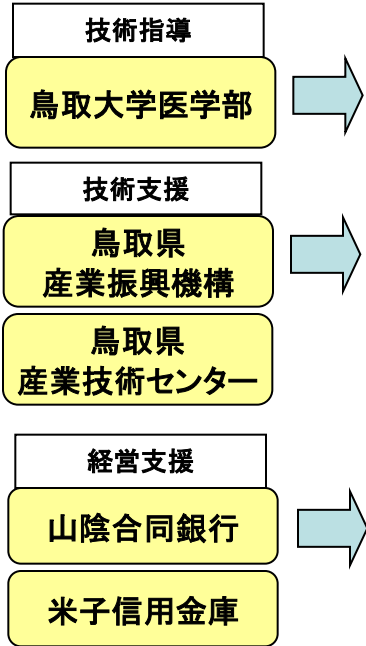 技術指導
鳥取大学医学部
技術支援
鳥取県
産業振興機構
鳥取県
産業技術センター
経営支援
山陰合同銀行
米子信用金庫